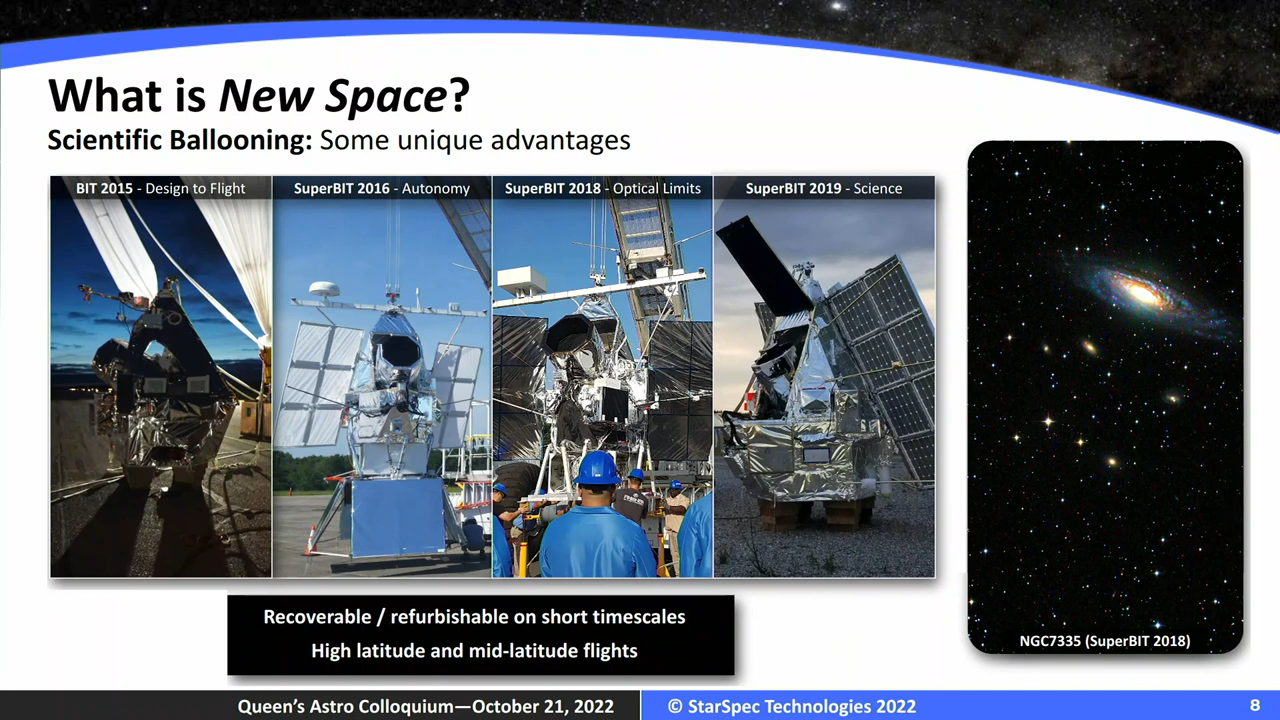 What is New Space?
Scientific Ballooning: Some unique advantages
BIT 2015 - Design to Flight
SuperBIT 2016 - Autonomy
SuperBIT 2018 - Optical Limits
SuperBIT 2019 - Science
NGC7335 (SuperBIT 2018)
Recoverable / refurbishable on short timescales
High latitude and mid-latitude flights
Queen's Astro Colloquium—October 21, 2022
© StarSpec Technologies 2022
8